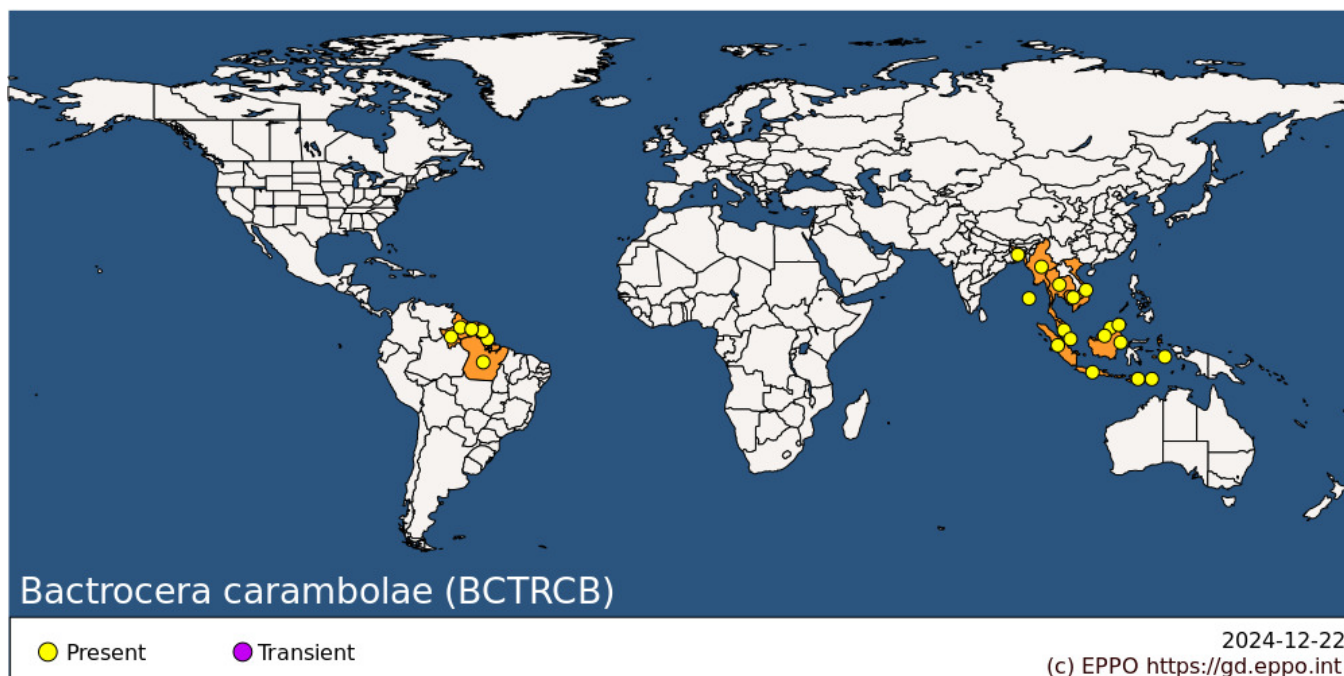 Bactrocera carambolae (BCTRCB)
Present
Transient
2024-12-22
(c) EPPO https://gd.eppo.int